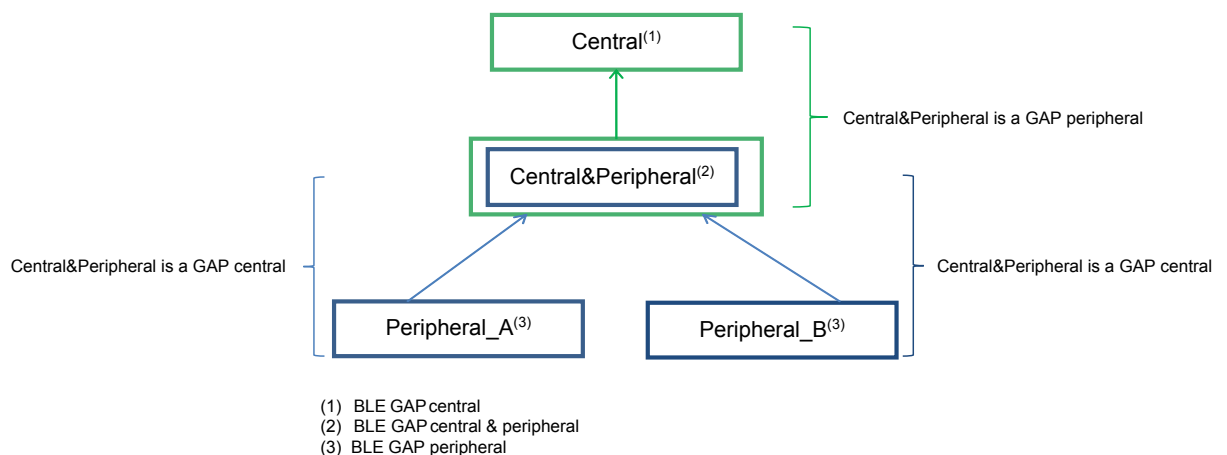 Central(1)
Central&Peripheral is a GAP peripheral
Central&Peripheral(2)
Central&Peripheral is a GAP central
Central&Peripheral is a GAP central
Peripheral_A(3)
Peripheral_B(3)
(1) BLE GAP central
(2) BLE GAP central & peripheral
(3) BLE GAP peripheral